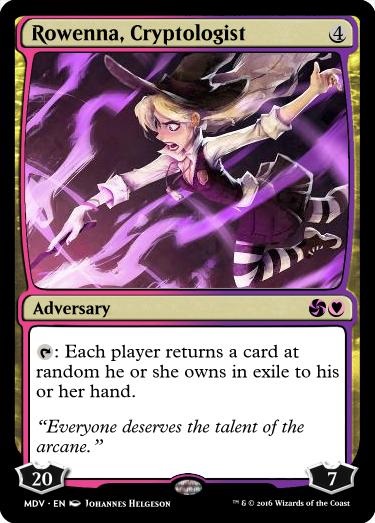 Rowenna, Cryptologist 4
Adversary
: Each player returns a card at
random he or she owns in exile to his
or her hand.
“Everyone deserves the talent of the
arcane.”
20
7
MDV • EN Johannes Helgeson
™ & © 2016 Wizards of the Coast